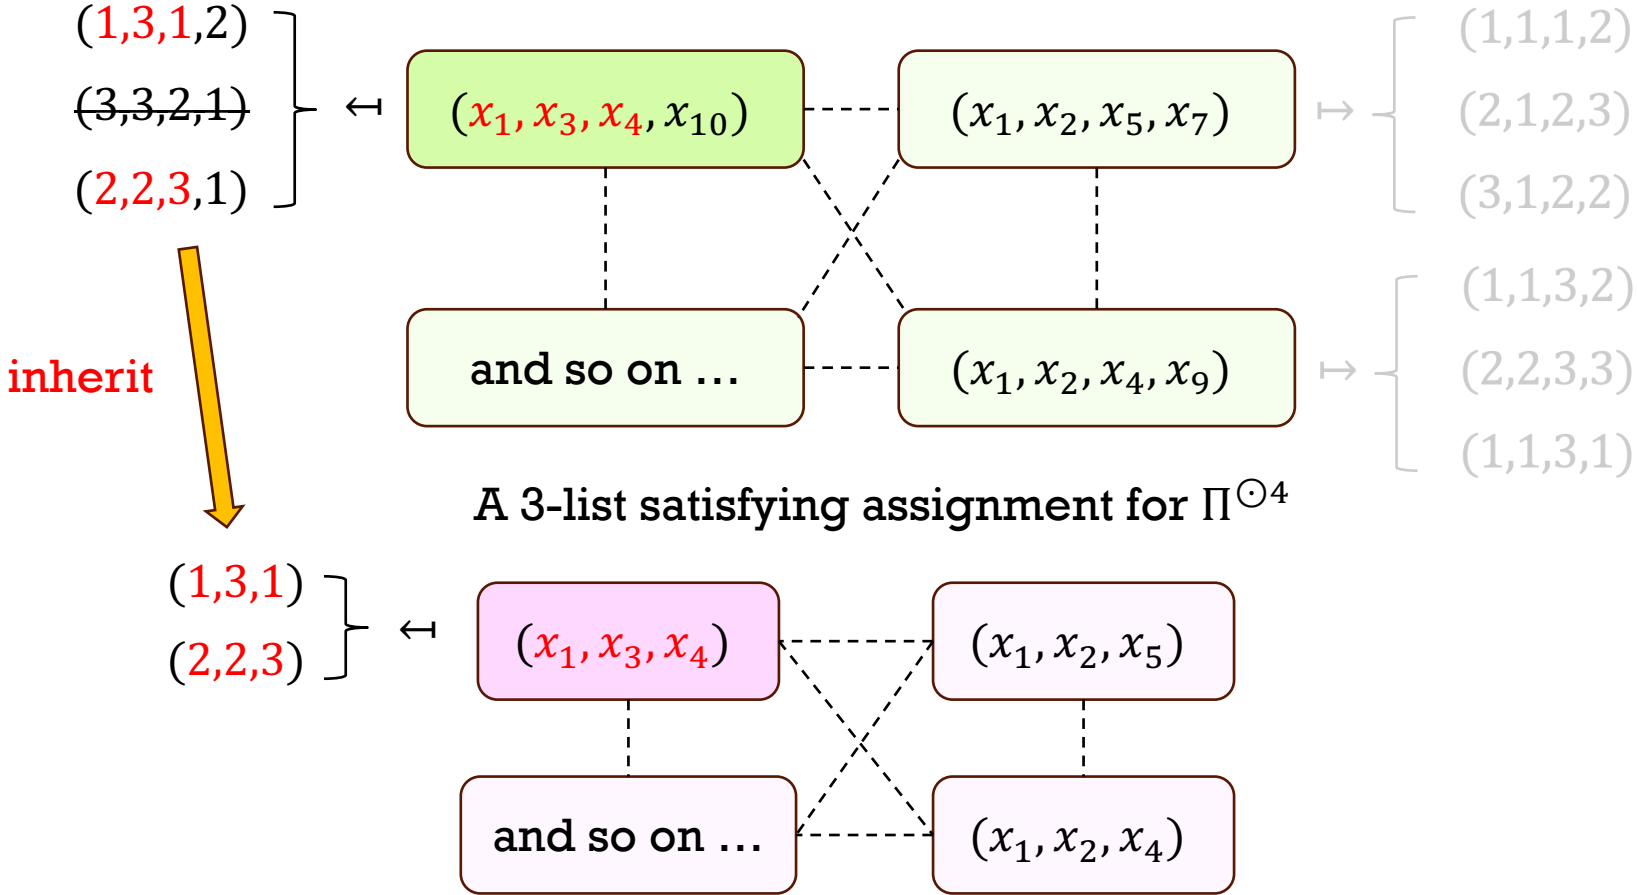 (1,3,1,2)
(3,3,2,1)
(2,2,3,1)
↤
(x₁, x₃, x₄, x₁₀)
(x₁, x₂, x₅, x₇)
↦
(1,1,1,2)
(2,1,2,3)
(3,1,2,2)
inherit
and so on ...
(x₁, x₂, x₄, x₉)
↦
(1,1,3,2)
(2,2,3,3)
(1,1,3,1)
A 3-list satisfying assignment for Π^⊙4
(1,3,1)
(2,2,3)
↤
(x₁, x₃, x₄)
(x₁, x₂, x₅)
and so on ...
(x₁, x₂, x₄)